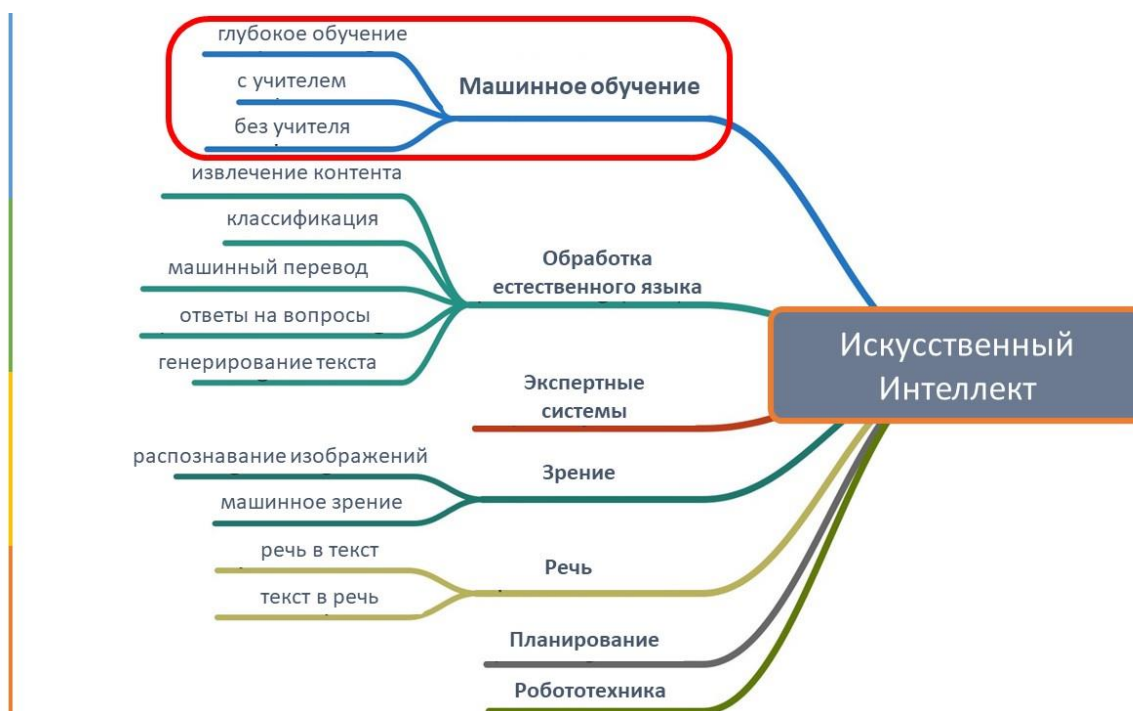 глубокое обучение
с учителем
без учителя
Машинное обучение
извлечение контента
классификация
машинный перевод
ответы на вопросы
генерирование текста
Обработка
естественного языка
Экспертные
системы
распознавание изображений
машинное зрение
Зрение
речь в текст
текст в речь
Речь
Планирование
Робототехника
Искусственный
Интеллект